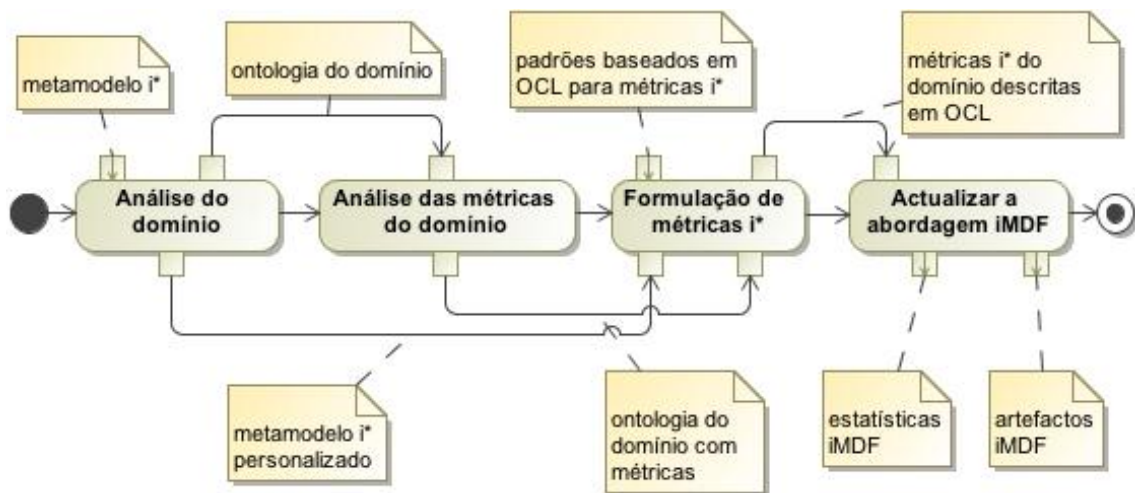 metamodelo i*
ontologia do domínio
padrões baseados em
OCL para métricas i*
métricas i* do
domínio descritas
em OCL
Análise do
domínio
Análise das métricas
do domínio
Formulação de
métricas i*
Actualizar a
abordagem iMDF
metamodelo i*
personalizado
ontologia do
domínio com
métricas
estatísticas
iMDF
artefactos
iMDF